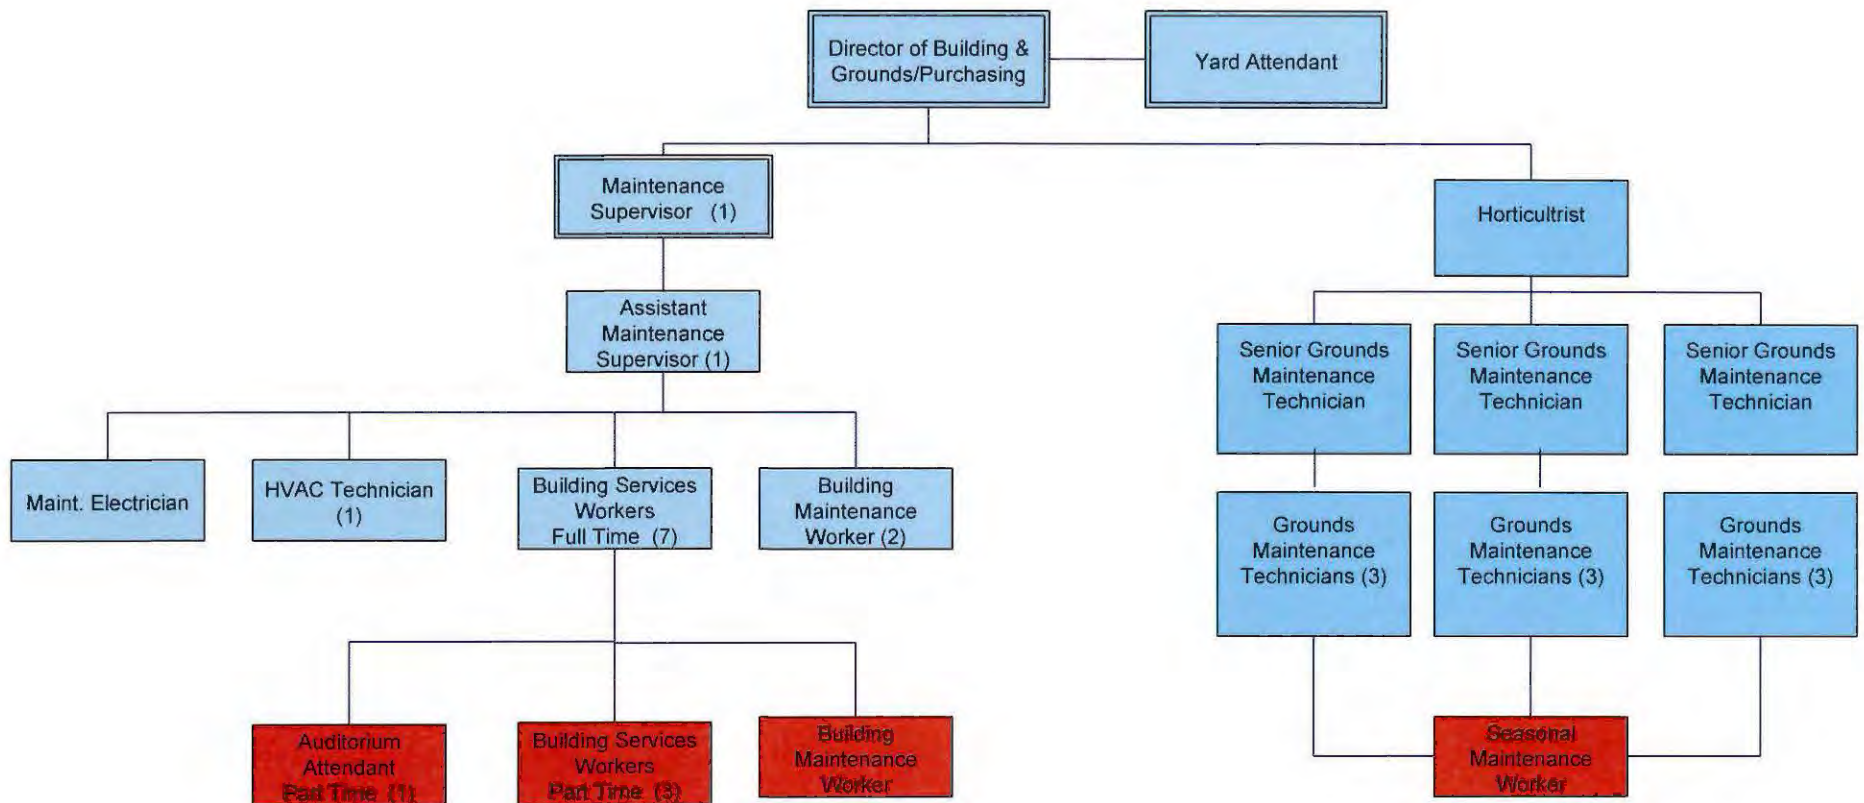 Director of Building &
Grounds/Purchasing
Yard Attendant
Maintenance
Supervisor (1)
Horticultrist
Assistant
Maintenance
Supervisor (1)
Senior Grounds
Maintenance
Technician
Senior Grounds
Maintenance
Technician
Senior Grounds
Maintenance
Technician
Maint. Electrician
HVAC Technician
(1)
Building Services
Workers
Full Time (7)
Building
Maintenance
Worker (2)
Grounds
Maintenance
Technicians (3)
Grounds
Maintenance
Technicians (3)
Grounds
Maintenance
Technicians (3)
Auditorium
Attendant
Part Time (1)
Building Services
Workers
Part Time (3)
Building
Maintenance
Worker
Seasonal
Maintenance
Worker